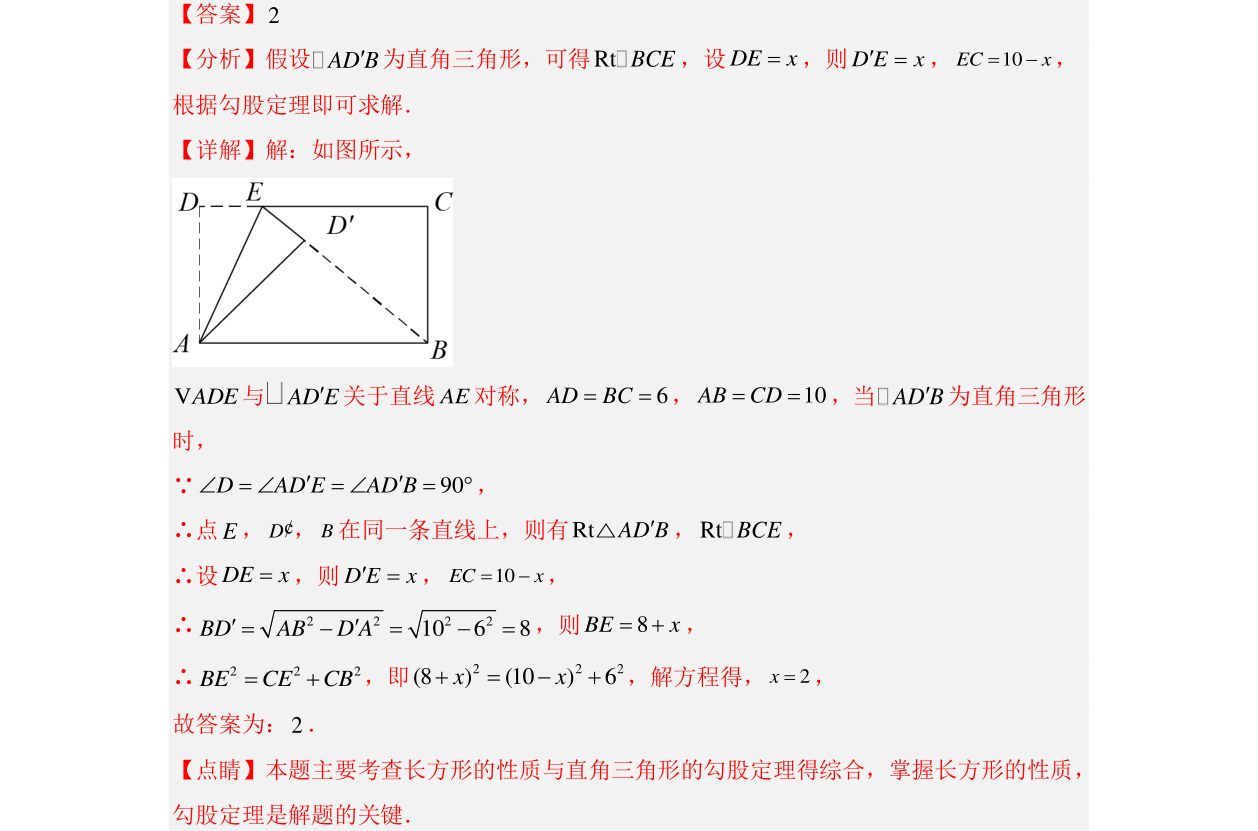 【答案】2
【分析】假设□AD′B为直角三角形，可得Rt□BCE，设DE = x，则D′E = x，EC = 10 − x，
根据勾股定理即可求解．
【详解】解：如图所示，
D E C
D′
A B
VADE与□AD′E关于直线AE对称，AD = BC = 6，AB = CD = 10，当□AD′B为直角三角形
时，
∵∠D = ∠AD′E = ∠AD′B = 90°，
∴点E，D¢，B在同一条直线上，则有Rt△AD′B，Rt□BCE，
∴设DE = x，则D′E = x，EC = 10 − x，
∴BD′ = √(AB² − D′A²) = √(10² − 6²) = 8，则BE = 8 + x，
∴BE² = CE² + CB²，即(8 + x)² = (10 − x)² + 6²，解方程得，x = 2，
故答案为：2．
【点睛】本题主要考查长方形的性质与直角三角形的勾股定理得综合，掌握长方形的性质，
勾股定理是解题的关键．